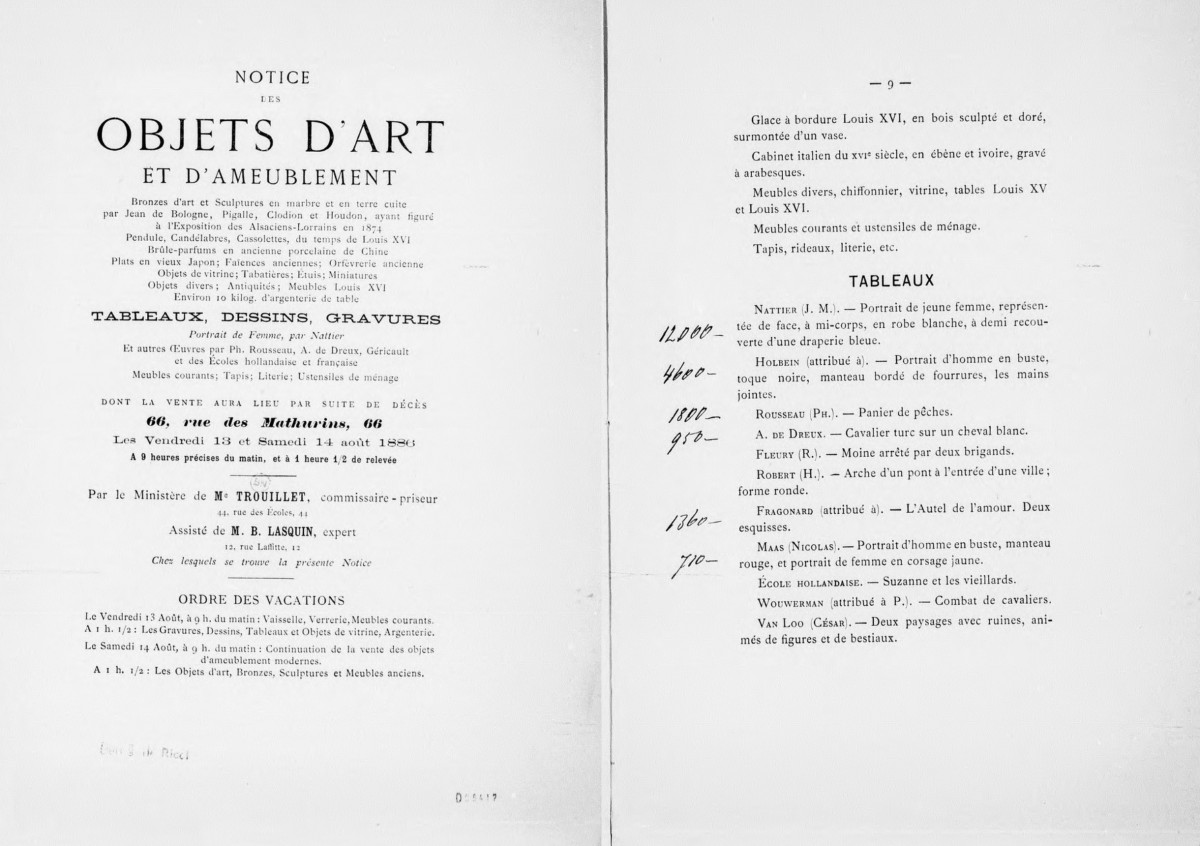 NOTICE
DES
OBJETS D'ART
ET D'AMEUBLEMENT
Bronzes d'art et Sculptures en marbre et en terre cuite
par Jean de Bologne, Pigalle, Clodion et Houdon, ayant figuré
à l'Exposition des Alsaciens-Lorrains en 1874
Pendule, Candélabres, Cassolettes, du temps de Louis XVI
Brûle-parfums en ancienne porcelaine de Chine
Plats en vieux Japon; Faïences anciennes; Orfèvrerie ancienne
Objets de vitrine; Tabatières; Étuis; Miniatures
Objets divers; Antiquités; Meubles Louis XVI
Environ 10 kilog. d'argenterie de table
TABLEAUX, DESSINS, GRAVURES
Portrait de Femme, par Nattier
Et autres Œuvres par Ph. Rousseau, A. de Dreux, Géricault
et des Écoles hollandaise et française
Meubles courants; Tapis; Literie; Ustensiles de ménage
DONT LA VENTE AURA LIEU PAR SUITE DE DÉCÈS
66, rue des Mathurins, 66
Les Vendredi 13 et Samedi 14 août 1886
A 9 heures précises du matin, et à 1 heure 1/2 de relevée
Par le Ministère de Me TROUILLET, commissaire-priseur
44, rue des Écoles, 44
Assisté de M. B. LASQUIN, expert
12, rue Laffitte, 12
Chez lesquels se trouve la présente Notice
ORDRE DES VACATIONS
Le Vendredi 13 Août, à 9 h. du matin : Vaisselle, Verrerie, Meubles courants.
A 1 h. 1/2 : Les Gravures, Dessins, Tableaux et Objets de vitrine, Argenterie.
Le Samedi 14 Août, à 9 h. du matin : Continuation de la vente des objets
d'ameublement modernes.
A 1 h. 1/2 : Les Objets d'art, Bronzes, Sculptures et Meubles anciens.
de Ricci
— 9 —
Glace à bordure Louis XVI, en bois sculpté et doré,
surmontée d'un vase.
Cabinet italien du XVIe siècle, en ébène et ivoire, gravé
à arabesques.
Meubles divers, chiffonnier, vitrine, tables Louis XV
et Louis XVI.
Meubles courants et ustensiles de ménage.
Tapis, rideaux, literie, etc.
TABLEAUX
NATTIER (J. M.). — Portrait de jeune femme, représen-
12000— tée de face, à mi-corps, en robe blanche, à demi recou-
verte d'une draperie bleue.
HOLBEIN (attribué à). — Portrait d'homme en buste,
4600— toque noire, manteau bordé de fourrures, les mains
jointes.
1800— ROUSSEAU (PH.). — Panier de pêches.
950— A. DE DREUX. — Cavalier turc sur un cheval blanc.
FLEURY (R.). — Moine arrêté par deux brigands.
ROBERT (H.). — Arche d'un pont à l'entrée d'une ville;
forme ronde.
FRAGONARD (attribué à). — L'Autel de l'amour. Deux
1360— esquisses.
MAAS (NICOLAS). — Portrait d'homme en buste, manteau
710— rouge, et portrait de femme en corsage jaune.
ÉCOLE HOLLANDAISE. — Suzanne et les vieillards.
WOUWERMAN (attribué à P.). — Combat de cavaliers.
VAN LOO (CÉSAR). — Deux paysages avec ruines, ani-
més de figures et de bestiaux.